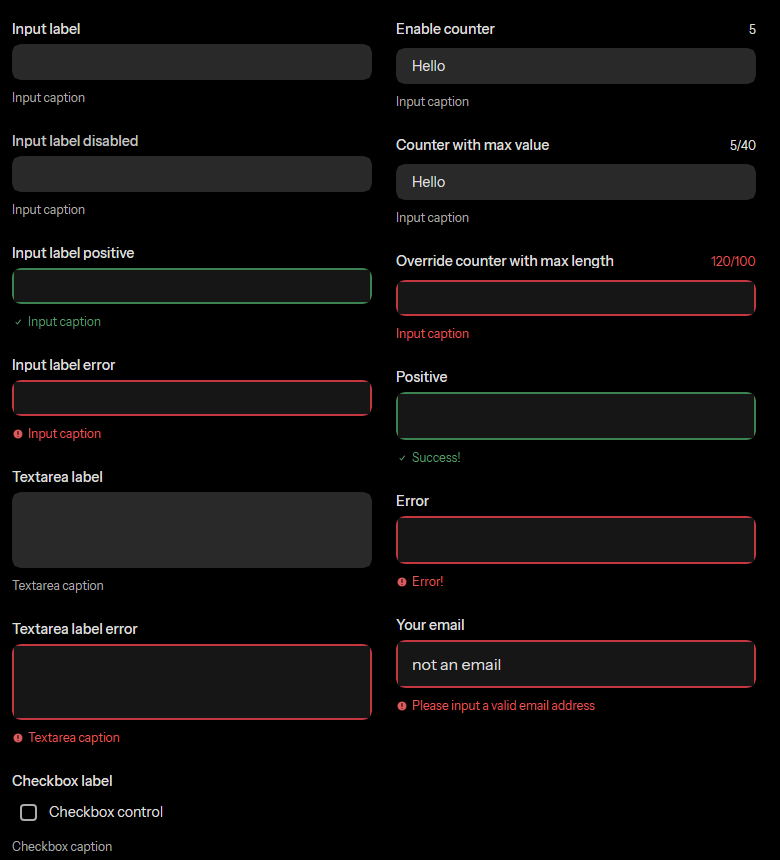 Input label
Input caption
Input label disabled
Input caption
Input label positive
Input caption
Input label error
Input caption
Textarea label
Textarea caption
Textarea label error
Textarea caption
Checkbox label
Checkbox control
Checkbox caption
Enable counter 5
Hello
Input caption
Counter with max value 5/40
Hello
Input caption
Override counter with max length 120/100
Input caption
Positive
Success!
Error
Error!
Your email
not an email
Please input a valid email address